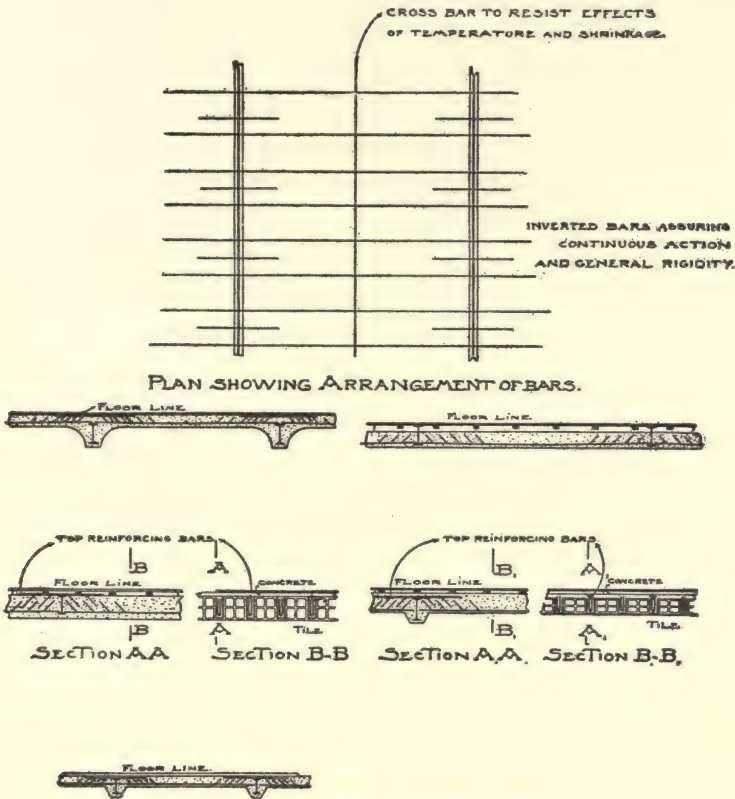 CROSS BAR TO RESIST EFFECTS
OF TEMPERATURE AND SHRINKAGE.
INVERTED BARS ASSURING
CONTINUOUS ACTION
AND GENERAL RIGIDITY.
PLAN SHOWING ARRANGEMENT OF BARS.
FLOOR LINE
FLOOR LINE
TOP REINFORCING BARS
B
A
FLOOR LINE
CONCRETE
B
A
TILE
SECTION A A
SECTION B-B
TOP REINFORCING BARS
B,
A
FLOOR LINE
CONCRETE
B,
A,
TILE.
SECTION A, A,
SECTION B,-B,
FLOOR LINE.